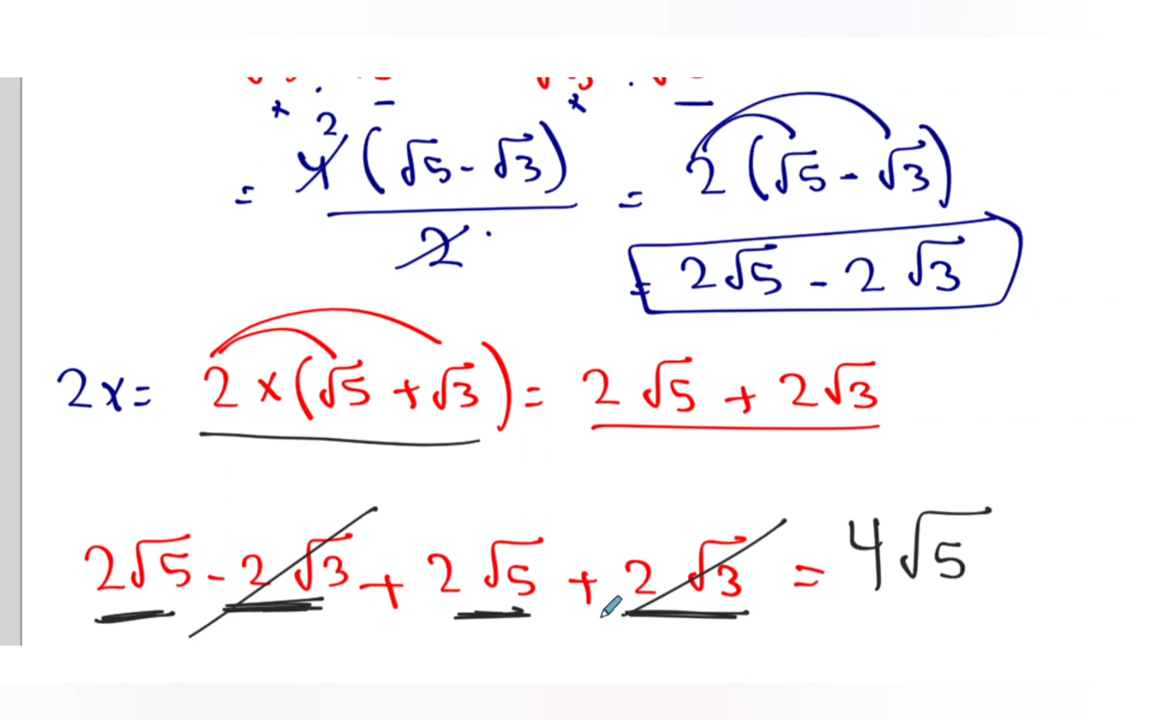 = 4 2 (√5 - √3) / 2 = 2 (√5 - √3)
= 2√5 - 2√3
2x = 2 × (√5 + √3) = 2√5 + 2√3
2√5 - 2√3 + 2√5 + 2√3 = 4√5